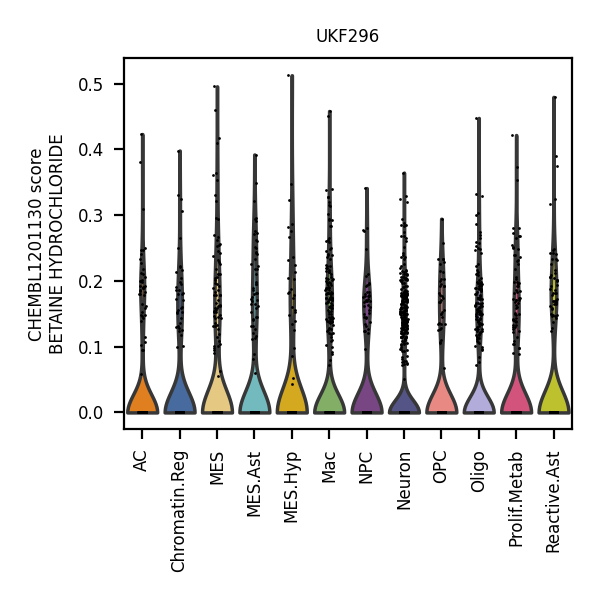 UKF296
CHEMBL1201130 score
BETAINE HYDROCHLORIDE
0.5
0.4
0.3
0.2
0.1
0.0
AC
Chromatin.Reg
MES
MES.Ast
MES.Hyp
Mac
NPC
Neuron
OPC
Oligo
Prolif.Metab
Reactive.Ast